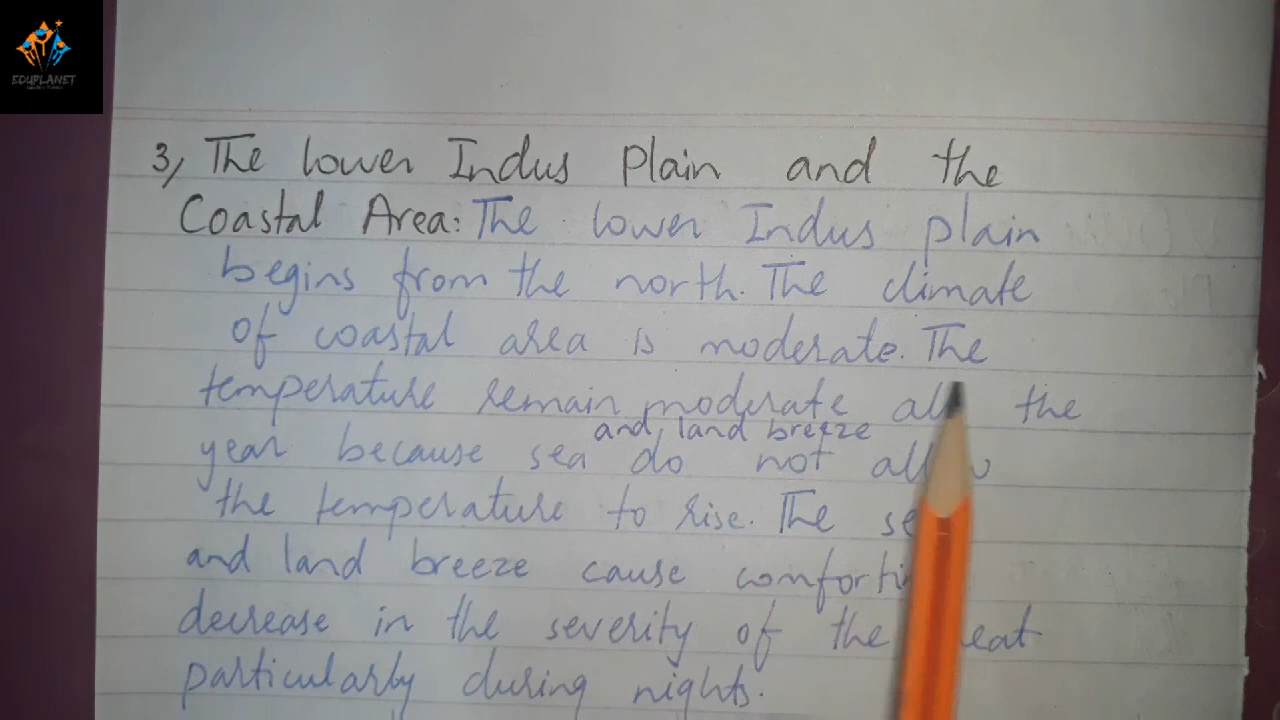 EDUPLANET
3, The lower Indus Plain and the
Coastal Area: The lower Indus plain
begins from the north. The climate
of coastal area is moderate. The
temperature remain moderate all the
and land breeze
year because sea do not allow
the temperature to rise. The
and land breeze cause
decrease in the severity of the heat
particularly during nights.